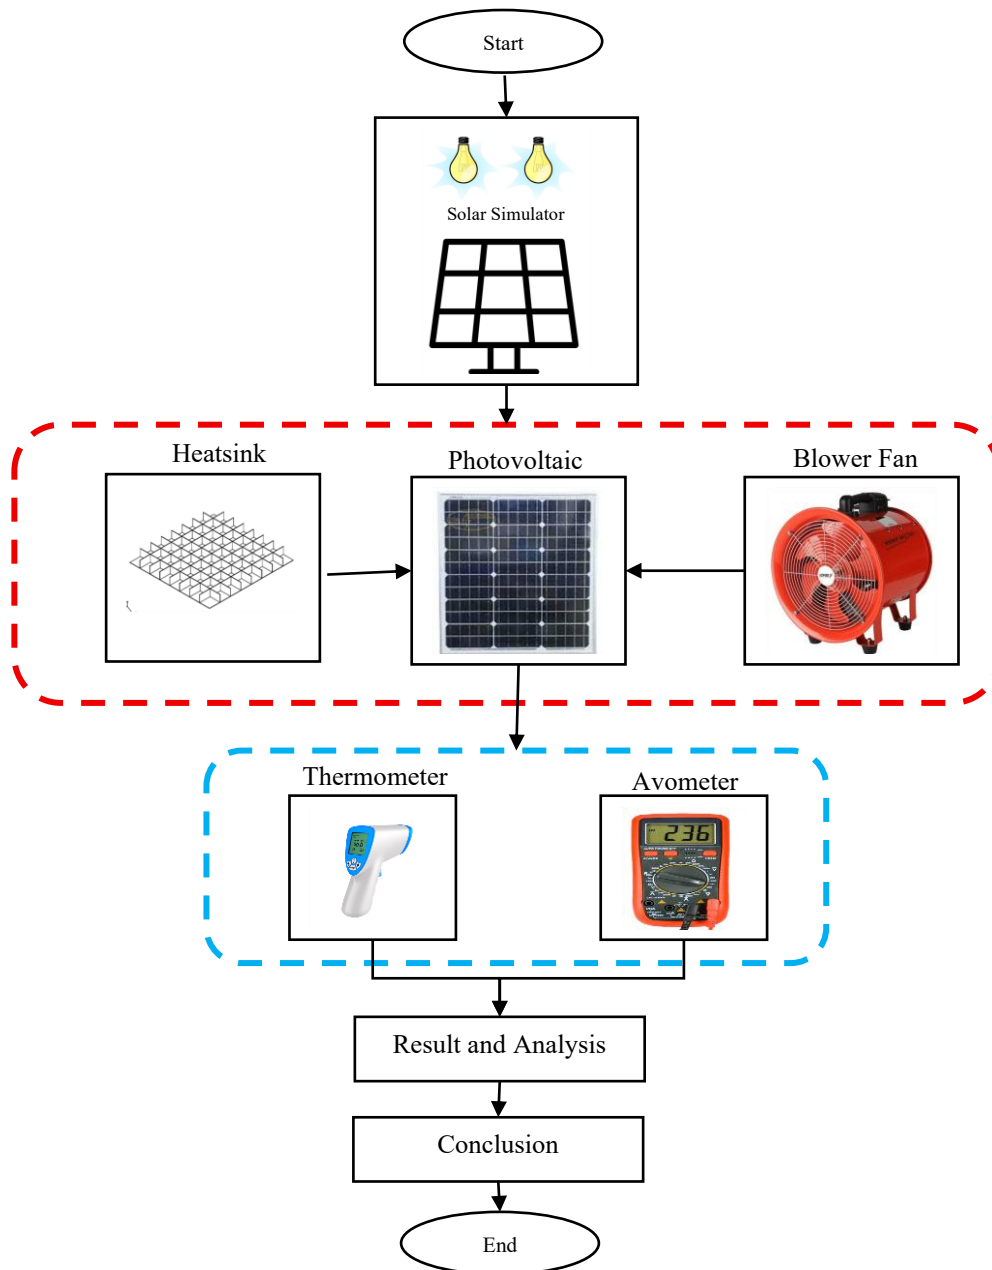 Start
Solar Simulator
Heatsink
Photovoltaic
Blower Fan
Thermometer
Avometer
236
Result and Analysis
Conclusion
End